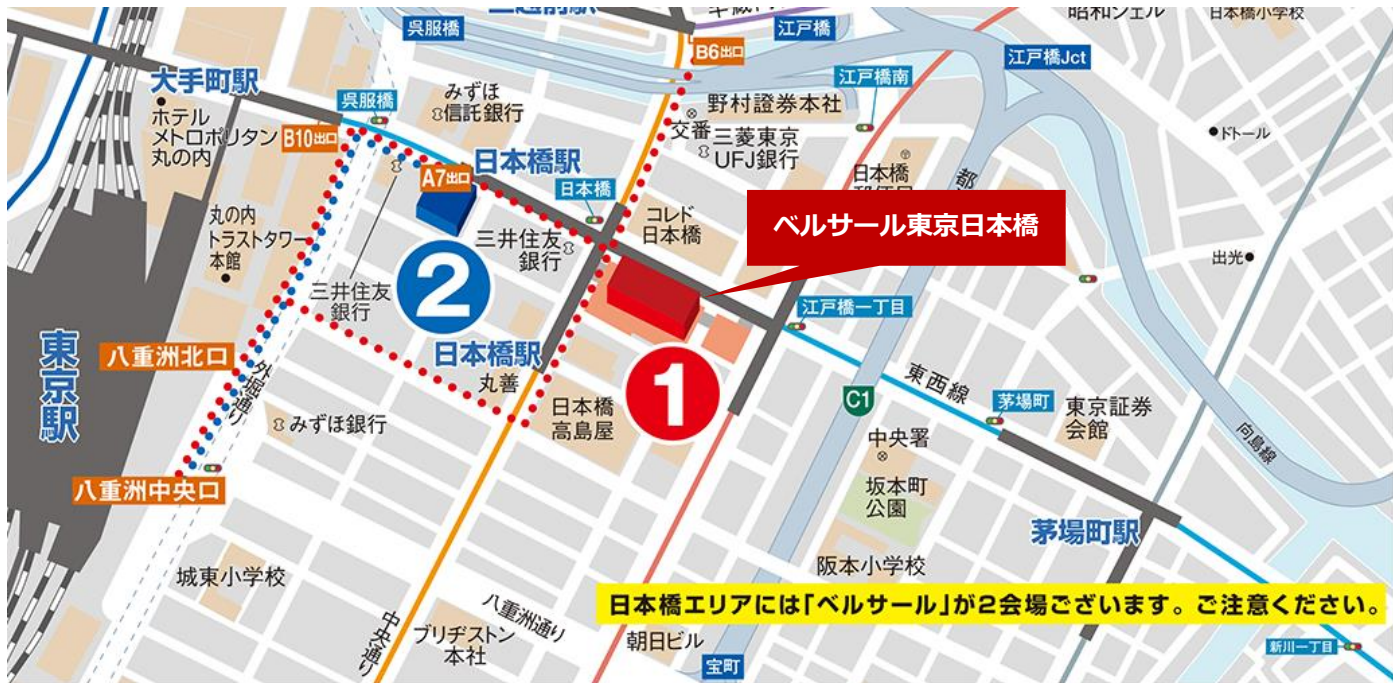 呉服橋
江戸橋
昭和シェル
日本橋小学校
B6出口
江戸橋Jct
大手町駅
みずほ
信託銀行
江戸橋南
呉服橋
野村證券本社
ホテル
メトロポリタン
丸の内
B10出口
交番
三菱東京
UFJ銀行
ドトール
日本橋駅
A7出口
日本橋
日本橋
都
丸の内
トラストタワー
本館
コレド
日本橋
ベルサール東京日本橋
三井住友
銀行
出光
2
三井住友
銀行
江戸橋一丁目
東京駅
八重洲北口
日本橋駅
丸善
1
外堀通り
東西線
C1
茅場町
東京証券
会館
日本橋
高島屋
みずほ銀行
中央署
向島線
八重洲中央口
坂本町
公園
茅場町駅
阪本小学校
城東小学校
日本橋エリアには「ベルサール」が2会場ございます。ご注意ください。
八重洲通り
中央通り
ブリヂストン
本社
朝日ビル
宝町
新川一丁目